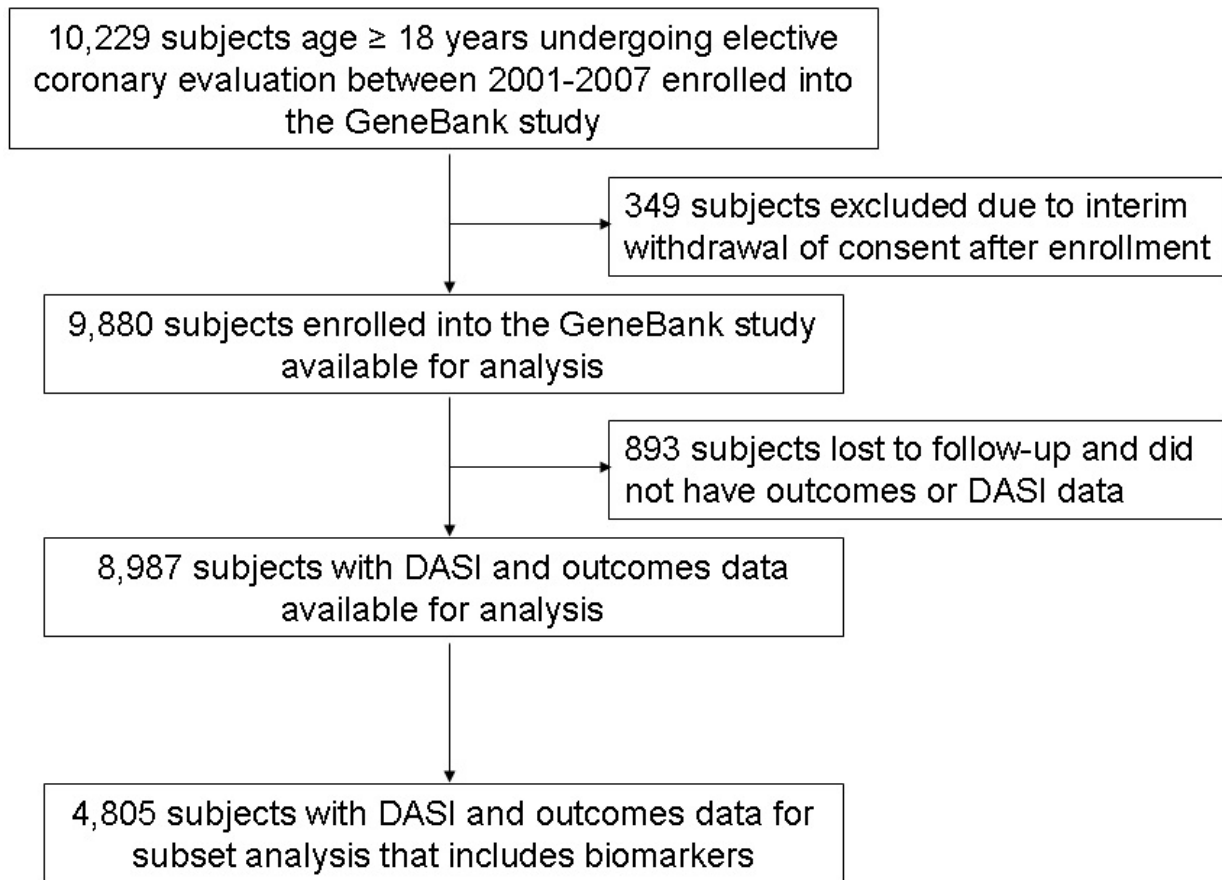 10,229 subjects age ≥ 18 years undergoing elective
coronary evaluation between 2001-2007 enrolled into
the GeneBank study
349 subjects excluded due to interim
withdrawal of consent after enrollment
9,880 subjects enrolled into the GeneBank study
available for analysis
893 subjects lost to follow-up and did
not have outcomes or DASI data
8,987 subjects with DASI and outcomes data
available for analysis
4,805 subjects with DASI and outcomes data for
subset analysis that includes biomarkers